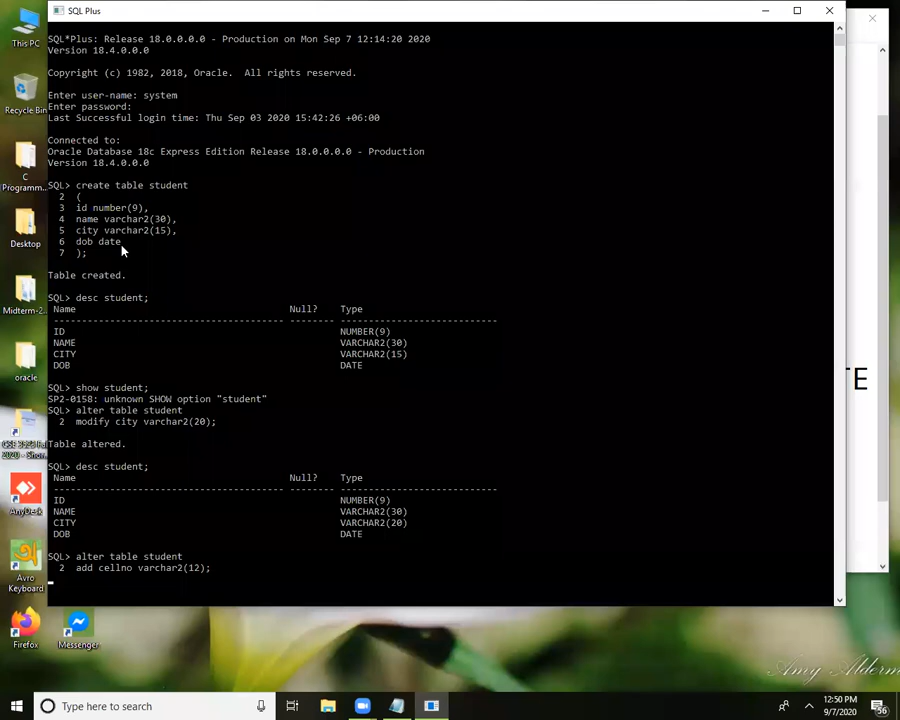 SQL Plus
SQL*Plus: Release 18.0.0.0.0 - Production on Mon Sep 7 12:14:20 2020
Version 18.4.0.0.0
Copyright (c) 1982, 2018, Oracle.  All rights reserved.
Enter user-name: system
Enter password:
Last Successful login time: Thu Sep 03 2020 15:42:26 +06:00
Connected to:
Oracle Database 18c Express Edition Release 18.0.0.0.0 - Production
Version 18.4.0.0.0
SQL> create table student
2  (
3  id number(9),
4  name varchar2(30),
5  city varchar2(15),
6  dob date
7  );
Table created.
SQL> desc student;
Name Null? Type
ID NUMBER(9)
NAME VARCHAR2(30)
CITY VARCHAR2(15)
DOB DATE
SQL> show student;
SP2-0158: unknown SHOW option "student"
SQL> alter table student
2  modify city varchar2(20);
Table altered.
SQL> desc student;
Name Null? Type
ID NUMBER(9)
NAME VARCHAR2(30)
CITY VARCHAR2(20)
DOB DATE
SQL> alter table student
2  add cellno varchar2(12);
This PC
Recycle Bin
C
Programm...
Desktop
Midterm-2...
oracle
2020 - Shor...
AnyDesk
Avro
Keyboard
Firefox
Messenger
TE
Amy Alderm
Type here to search
12:50 PM
9/7/2020
56